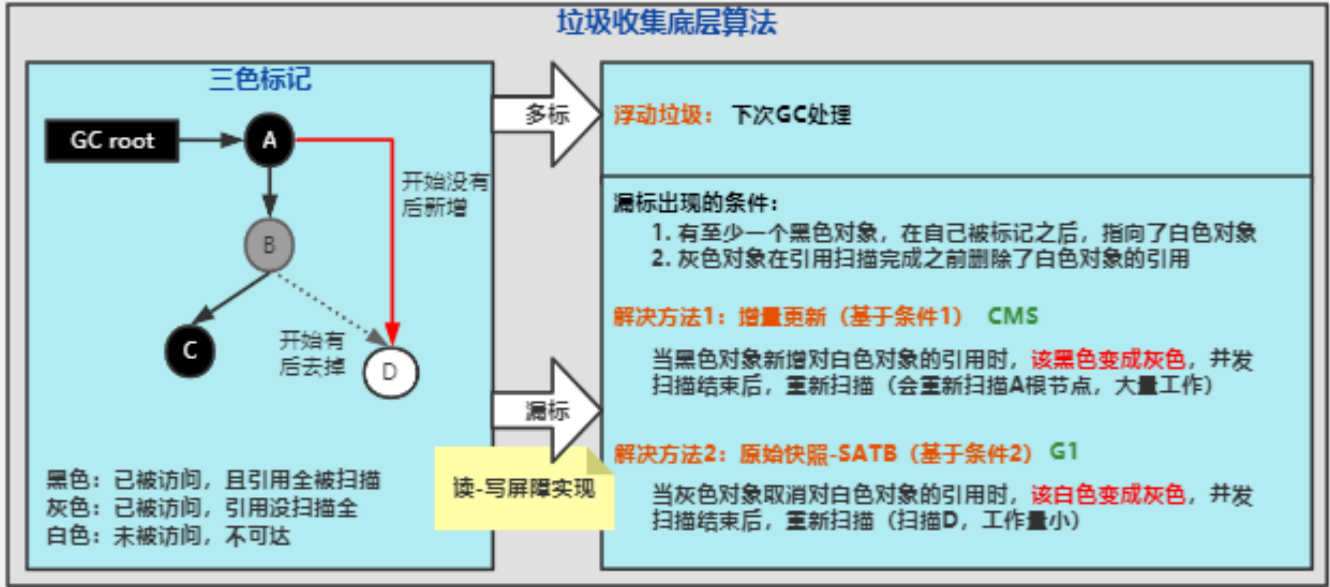 垃圾收集底层算法
三色标记
GC root
A
开始没有
后新增
B
C
开始有
后去掉
D
黑色：已被访问，且引用全被扫描
灰色：已被访问，引用没扫描全
白色：未被访问，不可达
多标
漏标
读-写屏障实现
浮动垃圾： 下次GC处理
漏标出现的条件：
1. 有至少一个黑色对象，在自己被标记之后，指向了白色对象
2. 灰色对象在引用扫描完成之前删除了白色对象的引用
解决方法1：增量更新（基于条件1） CMS
当黑色对象新增对白色对象的引用时，该黑色变成灰色，并发
扫描结束后，重新扫描（会重新扫描A根节点，大量工作）
解决方法2：原始快照-SATB（基于条件2） G1
当灰色对象取消对白色对象的引用时，该白色变成灰色，并发
扫描结束后，重新扫描（扫描D，工作量小）